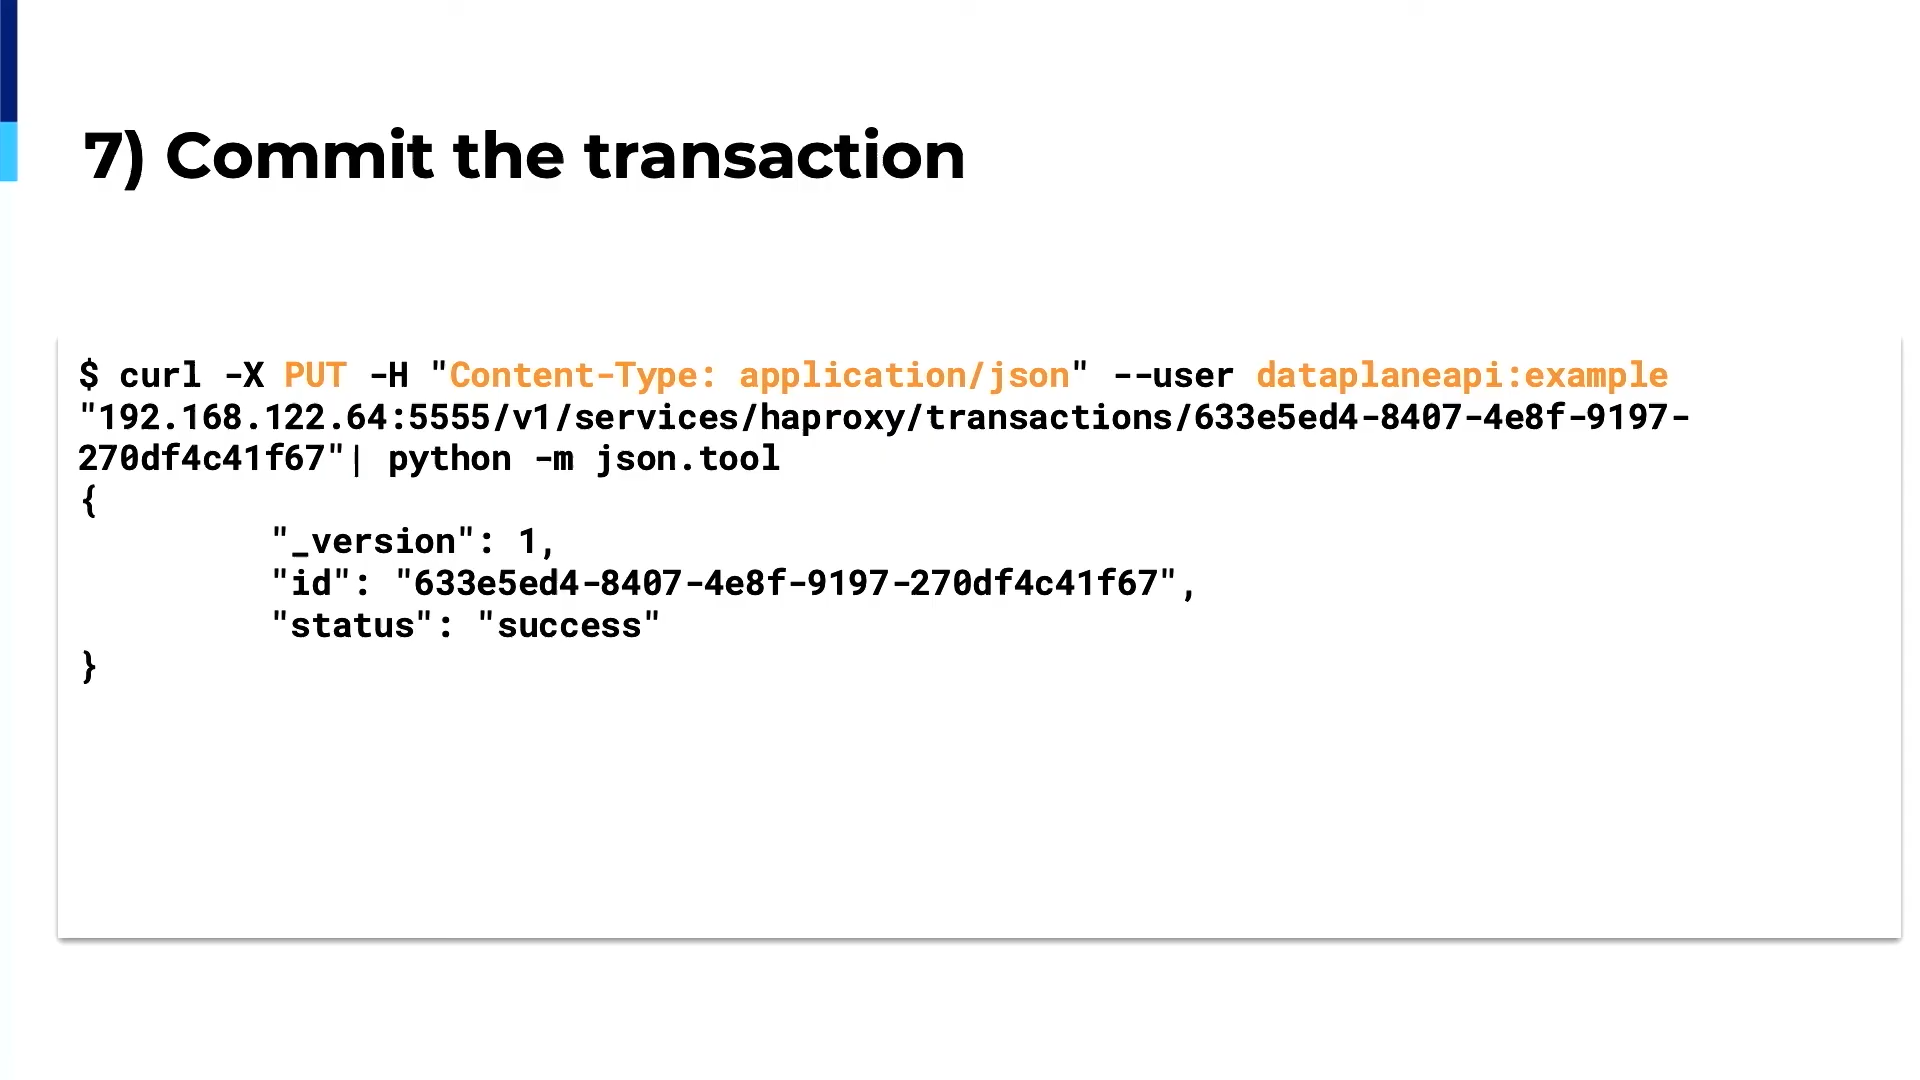 7) Commit the transaction
$ curl -X PUT -H "Content-Type: application/json" --user dataplaneapi:example
"192.168.122.64:5555/v1/services/haproxy/transactions/633e5ed4-8407-4e8f-9197-
270df4c41f67"| python -m json.tool
{
"_version": 1,
"id": "633e5ed4-8407-4e8f-9197-270df4c41f67",
"status": "success"
}